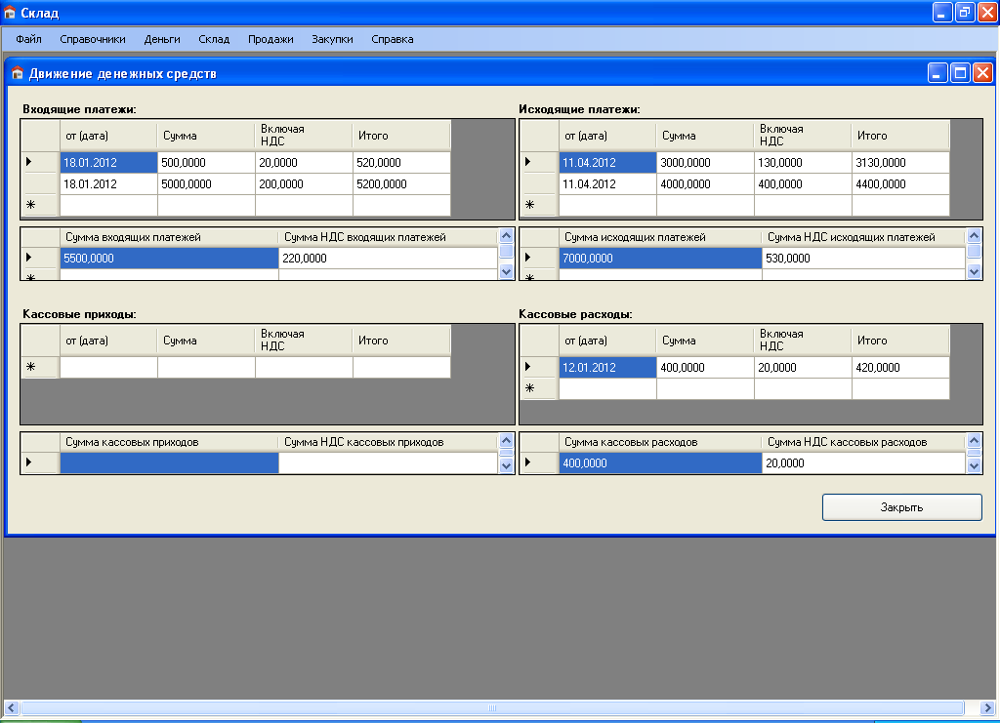 Склад
Файл Справочники Деньги Склад Продажи Закупки Справка
Движение денежных средств
Входящие платежи:
от (дата) Сумма Включая НДС Итого
18.01.2012 500,0000 20,0000 520,0000
18.01.2012 5000,0000 200,0000 5200,0000
Сумма входящих платежей Сумма НДС входящих платежей
5500,0000 220,0000
Исходящие платежи:
от (дата) Сумма Включая НДС Итого
11.04.2012 3000,0000 130,0000 3130,0000
11.04.2012 4000,0000 400,0000 4400,0000
Сумма исходящих платежей Сумма НДС исходящих платежей
7000,0000 530,0000
Кассовые приходы:
от (дата) Сумма Включая НДС Итого
Сумма кассовых приходов Сумма НДС кассовых приходов
Кассовые расходы:
от (дата) Сумма Включая НДС Итого
12.01.2012 400,0000 20,0000 420,0000
Сумма кассовых расходов Сумма НДС кассовых расходов
400,0000 20,0000
Закрыть